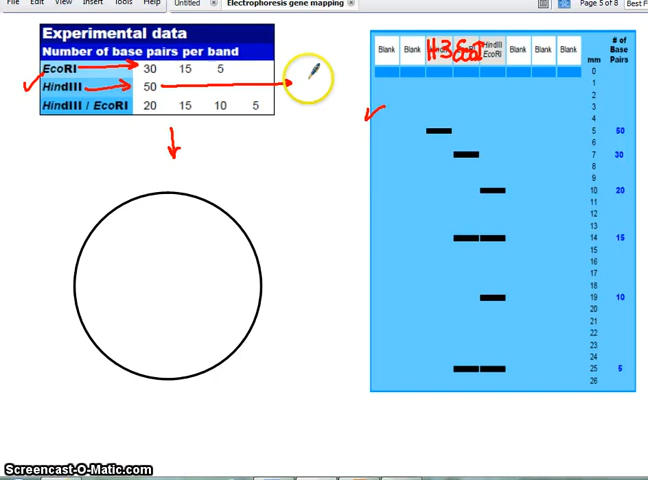 File Edit View Insert Tools Help
Untitled
Electrophoresis gene mapping
Page 5 of 8
Best F
Experimental data
Number of base pairs per band
EcoRI 30 15 5
HindIII 50
HindIII / EcoRI 20 15 10 5
Blank Blank H3 EcoI HindIII EcoRI Blank Blank Blank
mm
# of Base Pairs
0
1
2
3
4
5 50
6
7 30
8
9
10 20
11
12
13
14 15
15
16
17
18
19 10
20
21
22
23
24
25 5
26
Screencast-O-Matic.com